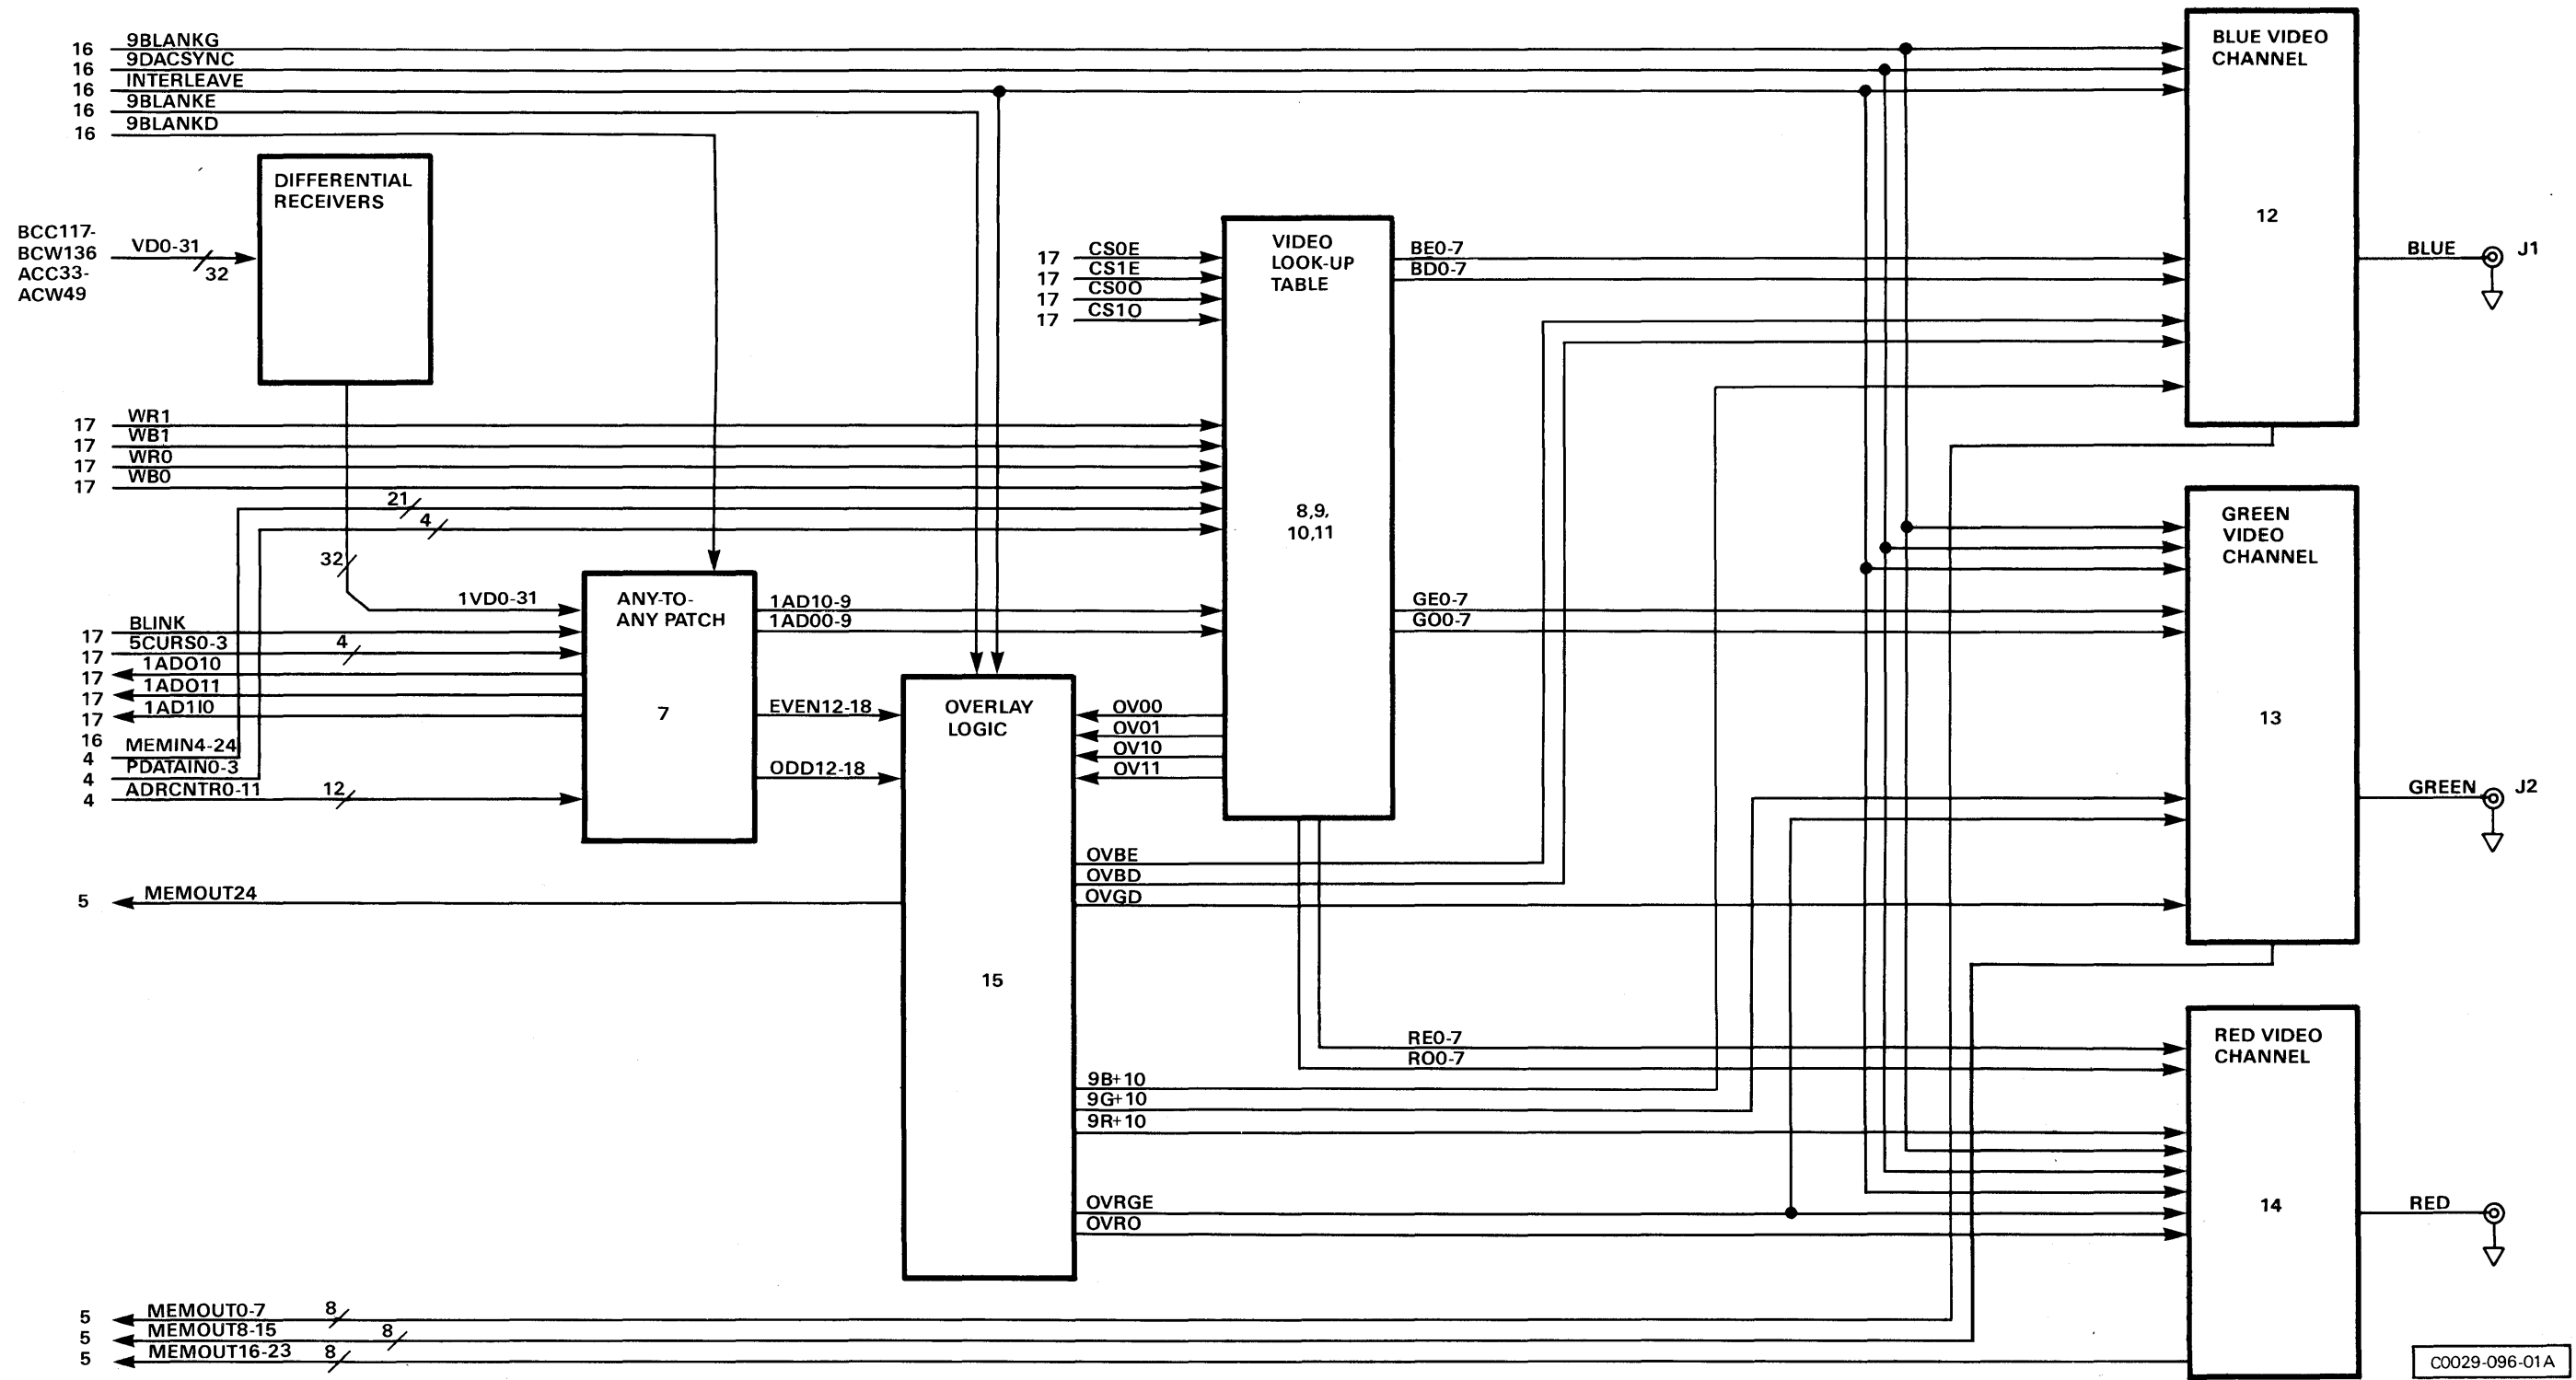 16 9BLANKG
16 9DACSYNC
16 INTERLEAVE
16 9BLANKE
16 9BLANKD
BLUE VIDEO
CHANNEL
12
BLUE J1
DIFFERENTIAL
RECEIVERS
BCC117-
BCW136
ACC33-
ACW49
VD0-31
32
VIDEO
LOOK-UP
TABLE
8,9,
10,11
17 CS0E
17 CS1E
17 CS0O
17 CS1O
BE0-7
BD0-7
17 WR1
17 WB1
17 WR0
17 WB0
21
4
32
1VD0-31
ANY-TO-
ANY PATCH
7
1AD10-9
1AD00-9
EVEN12-18
ODD12-18
17 BLINK
17 5CURS0-3 4
17 1ADO10
17 1ADO11
17 1AD1I0
16
4 MEMIN4-24
4 PDATAIN0-3
4 ADRCNTR0-11 12
GE0-7
GO0-7
GREEN
VIDEO
CHANNEL
13
GREEN J2
OVERLAY
LOGIC
15
OV00
OV01
OV10
OV11
OVBE
OVBD
OVGD
5 MEMOUT24
RE0-7
RO0-7
9B+10
9G+10
9R+10
OVRGE
OVRO
RED VIDEO
CHANNEL
14
RED
5 MEMOUT0-7 8
5 MEMOUT8-15 8
5 MEMOUT16-23 8
C0029-096-01A